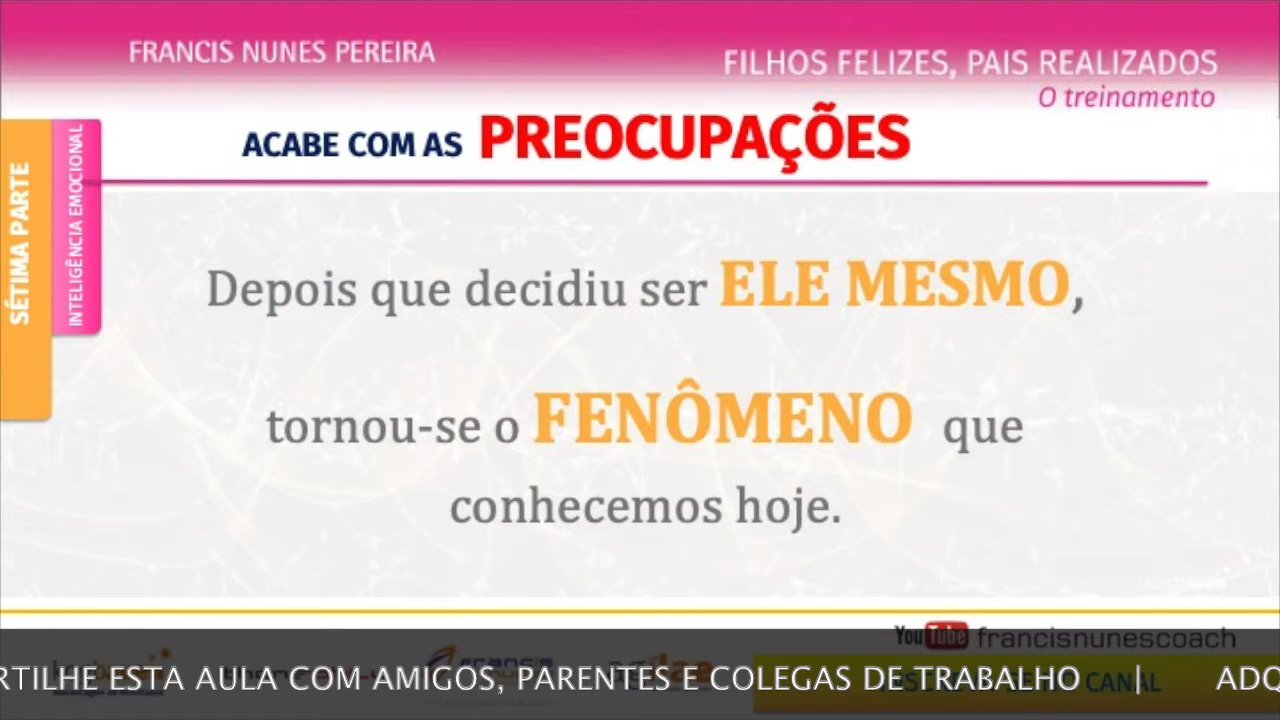 FRANCIS NUNES PEREIRA
FILHOS FELIZES, PAIS REALIZADOS
O treinamento
ACABE COM AS PREOCUPAÇÕES
SÉTIMA PARTE
INTELIGÊNCIA EMOCIONAL
Depois que decidiu ser ELE MESMO,
tornou-se o FENÔMENO que
conhecemos hoje.
YouTube francisnunescoach
RTILHE ESTA AULA COM AMIGOS, PARENTES E COLEGAS DE TRABALHO | ADQ
CANAL